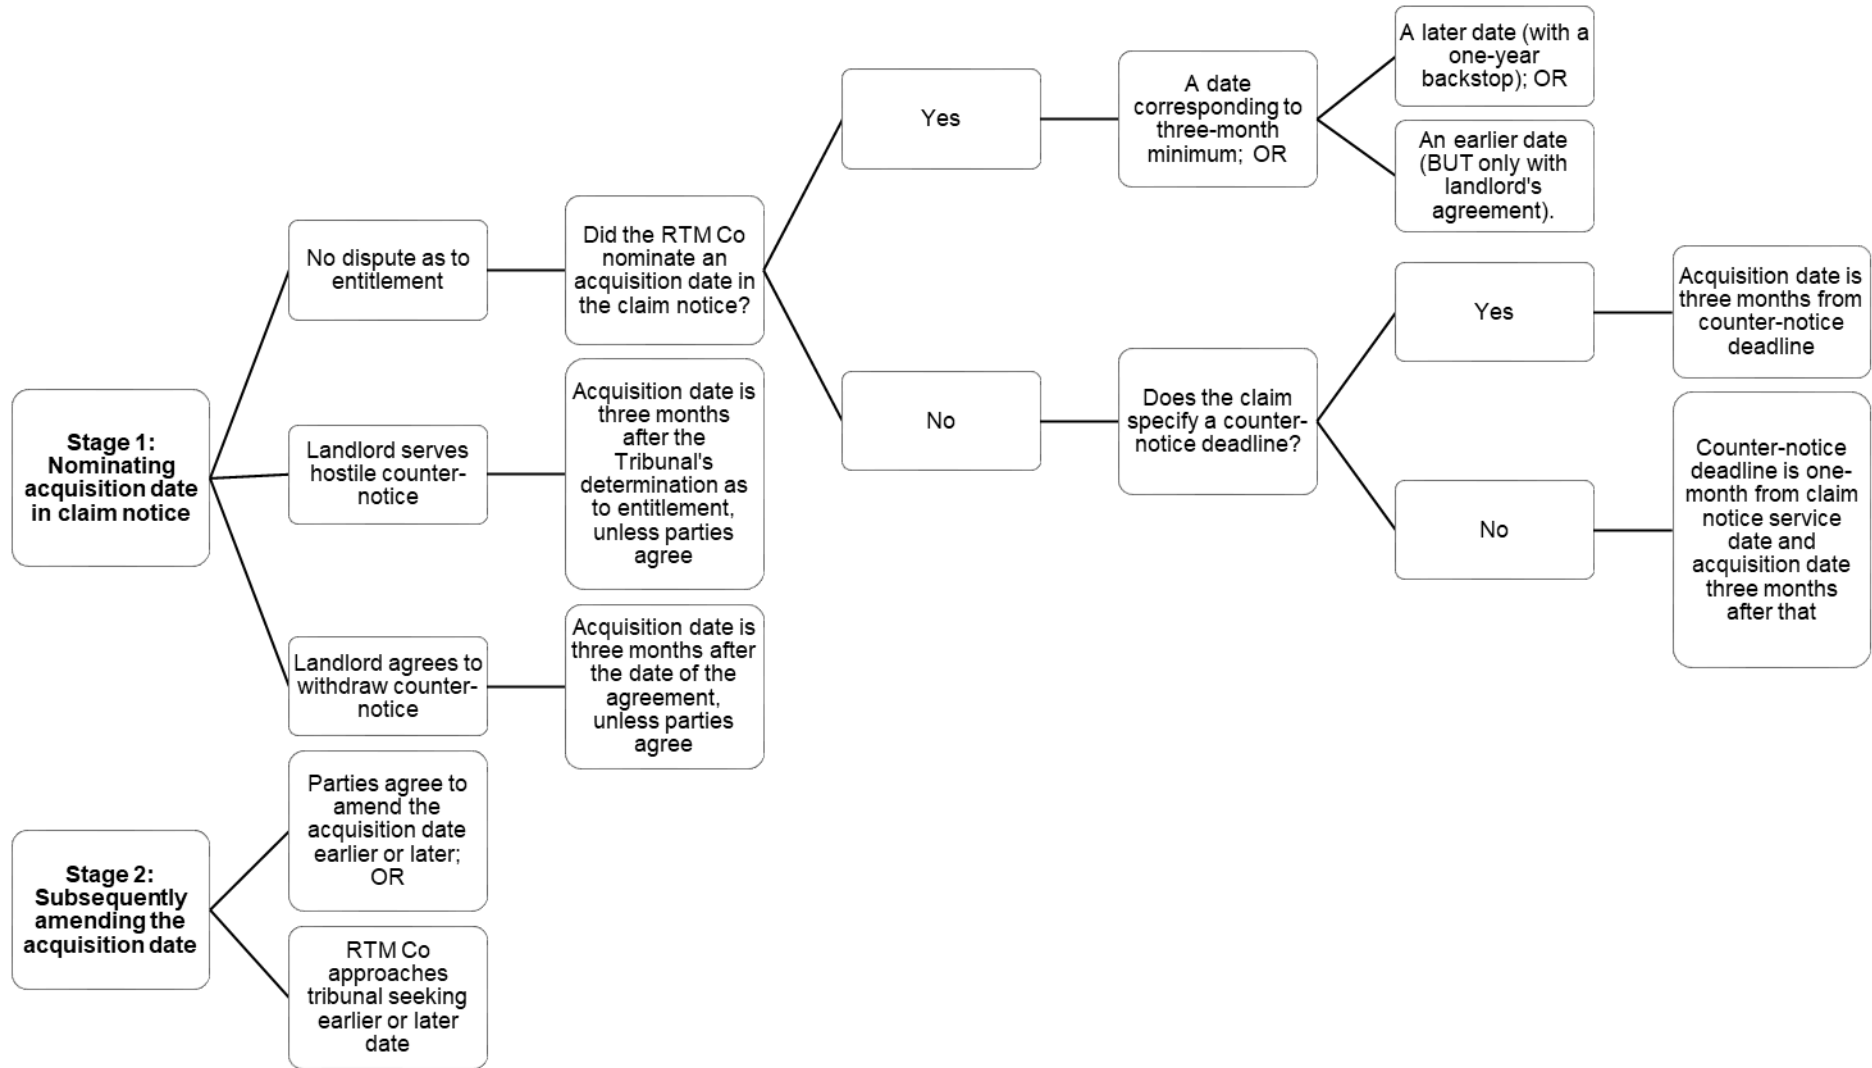 Stage 1:
Nominating
acquisition date
in claim notice
No dispute as to
entitlement
Did the RTM Co
nominate an
acquisition date in
the claim notice?
Yes
A date
corresponding to
three-month
minimum; OR
A later date (with a
one-year
backstop); OR
An earlier date
(BUT only with
landlord's
agreement).
No
Does the claim
specify a counter-
notice deadline?
Yes
Acquisition date is
three months from
counter-notice
deadline
No
Counter-notice
deadline is one-
month from claim
notice service
date and
acquisition date
three months
after that
Landlord serves
hostile counter-
notice
Acquisition date is
three months
after the
Tribunal's
determination as
to entitlement,
unless parties
agree
Landlord agrees to
withdraw counter-
notice
Acquisition date is
three months after
the date of the
agreement,
unless parties
agree
Stage 2:
Subsequently
amending the
acquisition date
Parties agree to
amend the
acquisition date
earlier or later;
OR
RTM Co
approaches
tribunal seeking
earlier or later
date